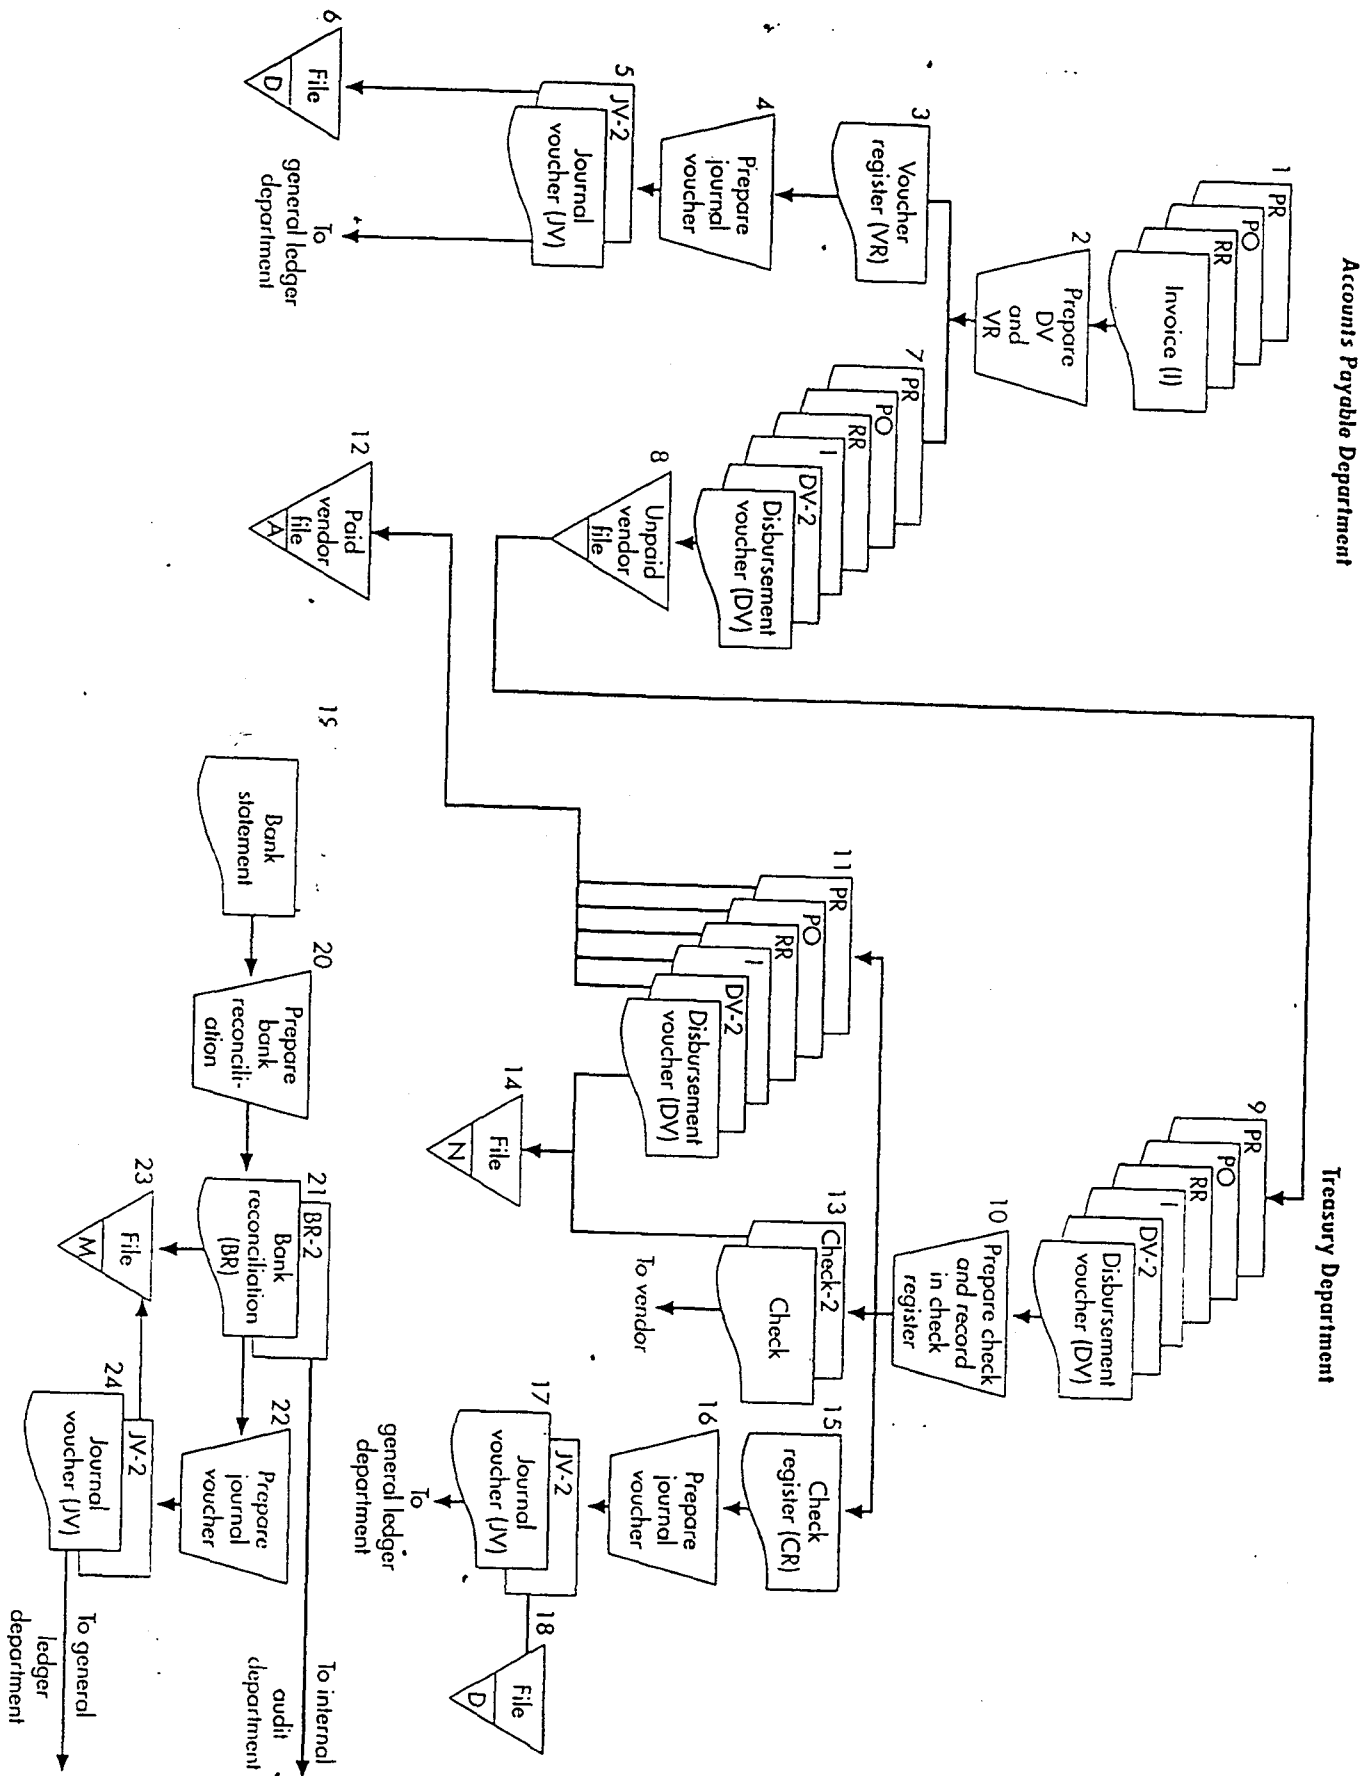 Accounts Payable Department
Treasury Department
1
PR
PO
RR
Invoice (I)
2
Prepare
DV
and
VR
3
Voucher
register (VR)
4
Prepare
journal
voucher
5
JV-2
Journal
voucher (JV)
6
File
D
To
general ledger
department
7
PR
PO
RR
I
DV-2
Disbursement
voucher (DV)
8
Unpaid
vendor
file
12
Paid
vendor
file
A
9
PR
PO
RR
I
DV-2
Disbursement
voucher (DV)
10
Prepare check
and record
in check
register
11
PR
PO
RR
I
DV-2
Disbursement
voucher (DV)
13
Check-2
Check
To vendor
14
File
N
15
Check
register (CR)
16
Prepare
journal
voucher
17
JV-2
Journal
voucher (JV)
To
general ledger
department
18
File
D
19
Bank
statement
20
Prepare
bank
reconcili-
ation
21
BR-2
Bank
reconciliation
(BR)
To internal
audit
department
22
Prepare
journal
voucher
23
File
M
24
JV-2
Journal
voucher (JV)
To general
ledger
department